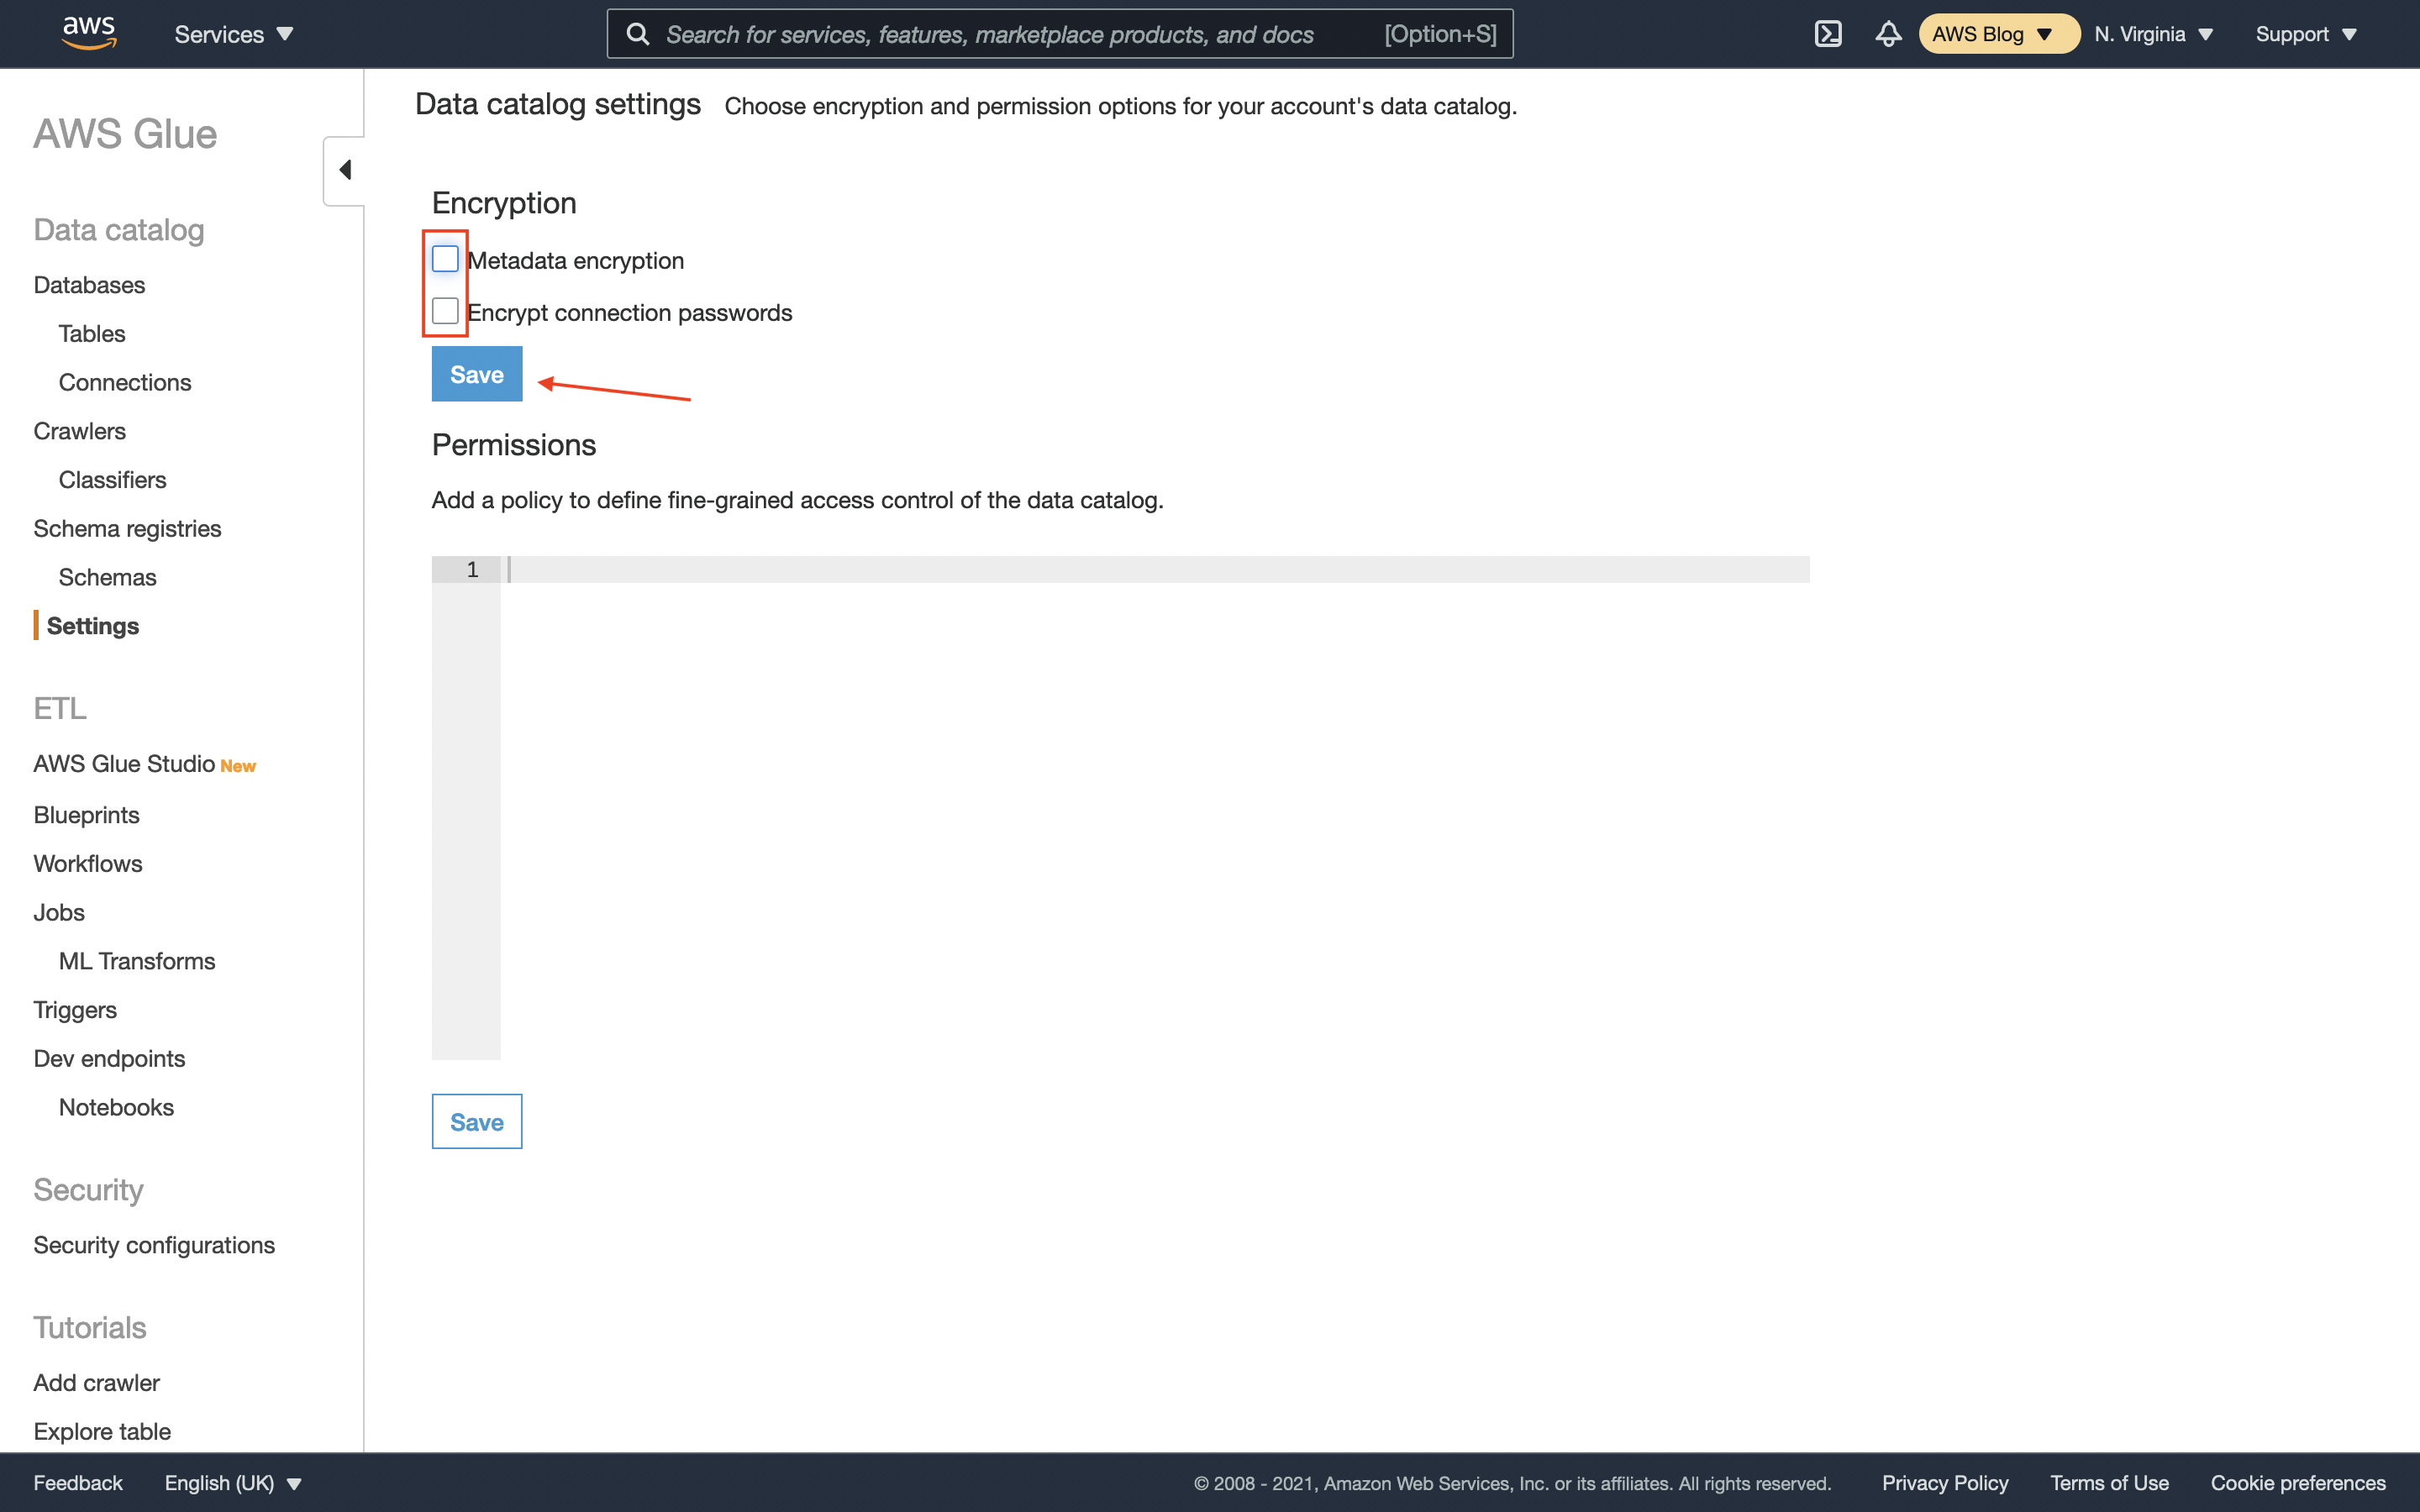 aws Services Search for services, features, marketplace products, and docs [Option+S] AWS Blog N. Virginia Support
AWS Glue
Data catalog
Databases
Tables
Connections
Crawlers
Classifiers
Schema registries
Schemas
Settings
ETL
AWS Glue Studio New
Blueprints
Workflows
Jobs
ML Transforms
Triggers
Dev endpoints
Notebooks
Security
Security configurations
Tutorials
Add crawler
Explore table
Data catalog settings Choose encryption and permission options for your account's data catalog.
Encryption
Metadata encryption
Encrypt connection passwords
Save
Permissions
Add a policy to define fine-grained access control of the data catalog.
1
Save
Feedback English (UK) © 2008 - 2021, Amazon Web Services, Inc. or its affiliates. All rights reserved. Privacy Policy Terms of Use Cookie preferences